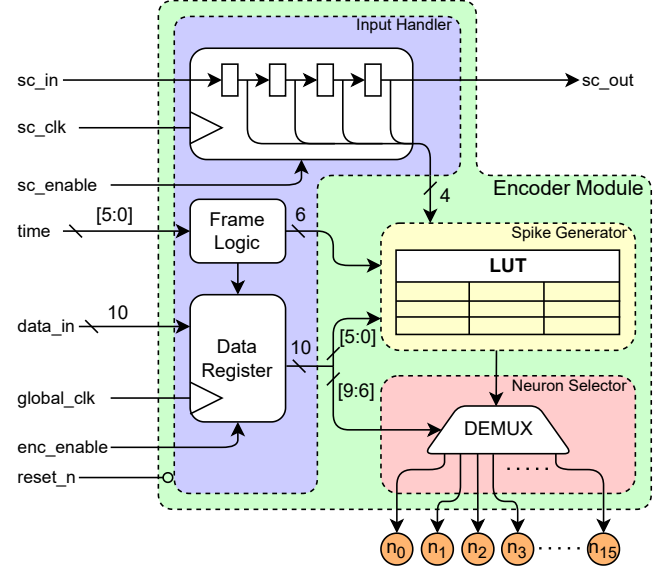 Input Handler
sc_in
sc_out
sc_clk
sc_enable
4
Encoder Module
time
[5:0]
Frame
Logic
6
Spike Generator
LUT
data_in
10
Data
Register
10
[5:0]
[9:6]
global_clk
Neuron Selector
DEMUX
enc_enable
reset_n
n0
n1
n2
n3
n15